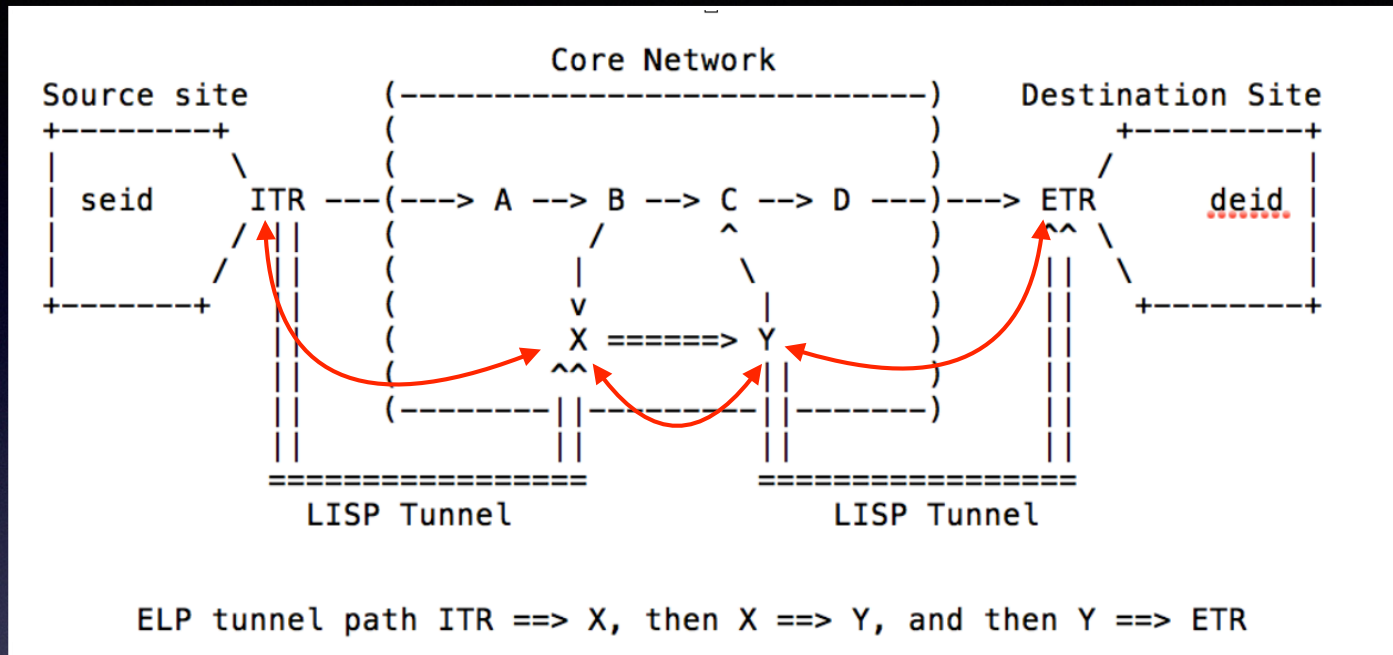 Core Network
Source site (----------------------------) Destination Site
+--------+ ( ) +---------+
| \ ( ) / |
| seid ITR ---(---> A --> B --> C --> D ---)---> ETR deid |
| / || ( / ^ ) ^^ \ |
| / || ( | \ ) || \ |
+-------+ || ( v | ) || +--------+
|| ( X ======> Y ) ||
|| ( ^^ || ) ||
|| (--------||---------||-------) ||
|| || || ||
================= =================
LISP Tunnel LISP Tunnel
ELP tunnel path ITR ==> X, then X ==> Y, and then Y ==> ETR